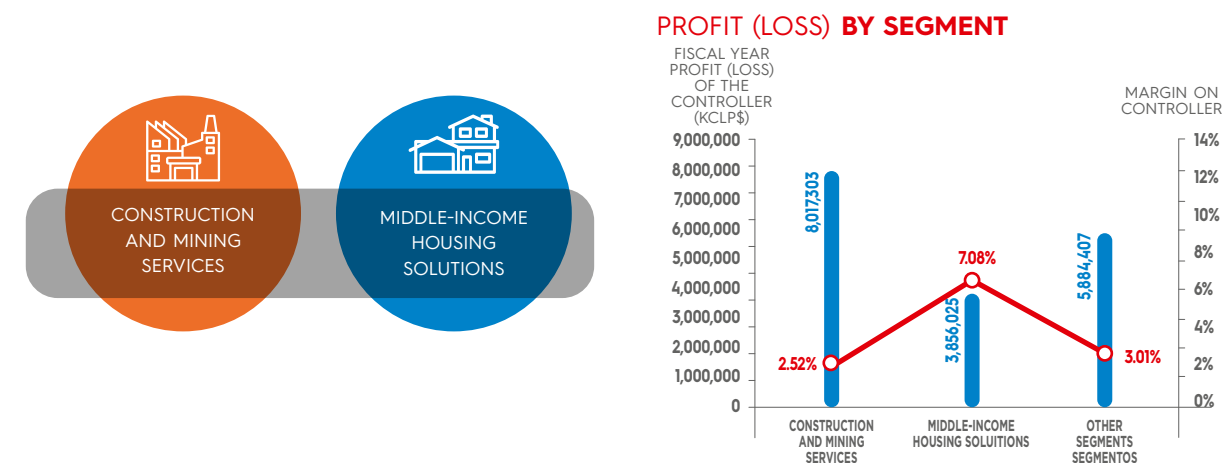 CONSTRUCTION
AND MINING
SERVICES
MIDDLE-INCOME
HOUSING
SOLUTIONS
PROFIT (LOSS) BY SEGMENT
FISCAL YEAR
PROFIT (LOSS)
OF THE
CONTROLLER
(KCLP$)
MARGIN ON
CONTROLLER
9,000,000
8,000,000
7,000,000
6,000,000
5,000,000
4,000,000
3,000,000
2,000,000
1,000,000
0
8,017,303
3,856,025
5,884,407
2.52%
7.08%
3.01%
14%
12%
10%
8%
6%
4%
2%
0%
CONSTRUCTION
AND MINING
SERVICES
MIDDLE-INCOME
HOUSING SOLUITIONS
OTHER
SEGMENTS
SEGMENTOS